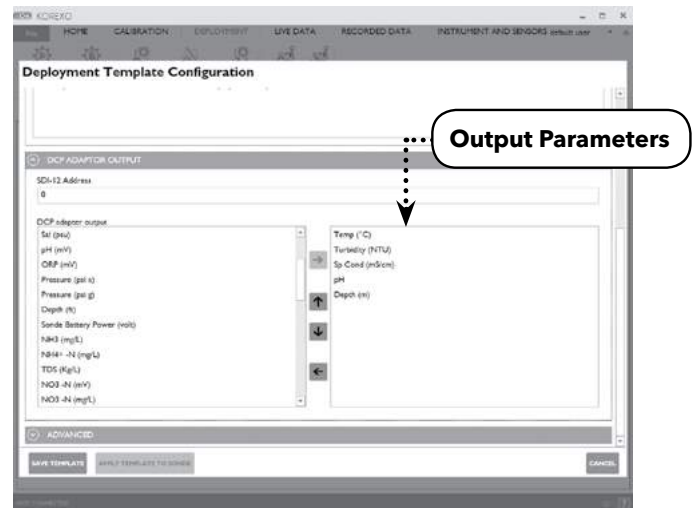 KOREXO
HOME CALIBRATION DEPLOYMENT LIVE DATA RECORDED DATA INSTRUMENT AND SENSORS default user
Deployment Template Configuration
Output Parameters
DCP ADAPTOR OUTPUT
SDI-12 Address
0
DCP adapter output
Sal (psu)
pH (mV)
ORP (mV)
Pressure (psi a)
Pressure (psi g)
Depth (ft)
Sonde Battery Power (volt)
NH3 (mg/L)
NH4+ -N (mg/L)
TDS (Kg/L)
NO3 -N (mV)
NO3 -N (mg/L)
Temp (°C)
Turbidity (NTU)
Sp Cond (mS/cm)
pH
Depth (m)
ADVANCED
SAVE TEMPLATE APPLY TEMPLATE TO SONDE CANCEL